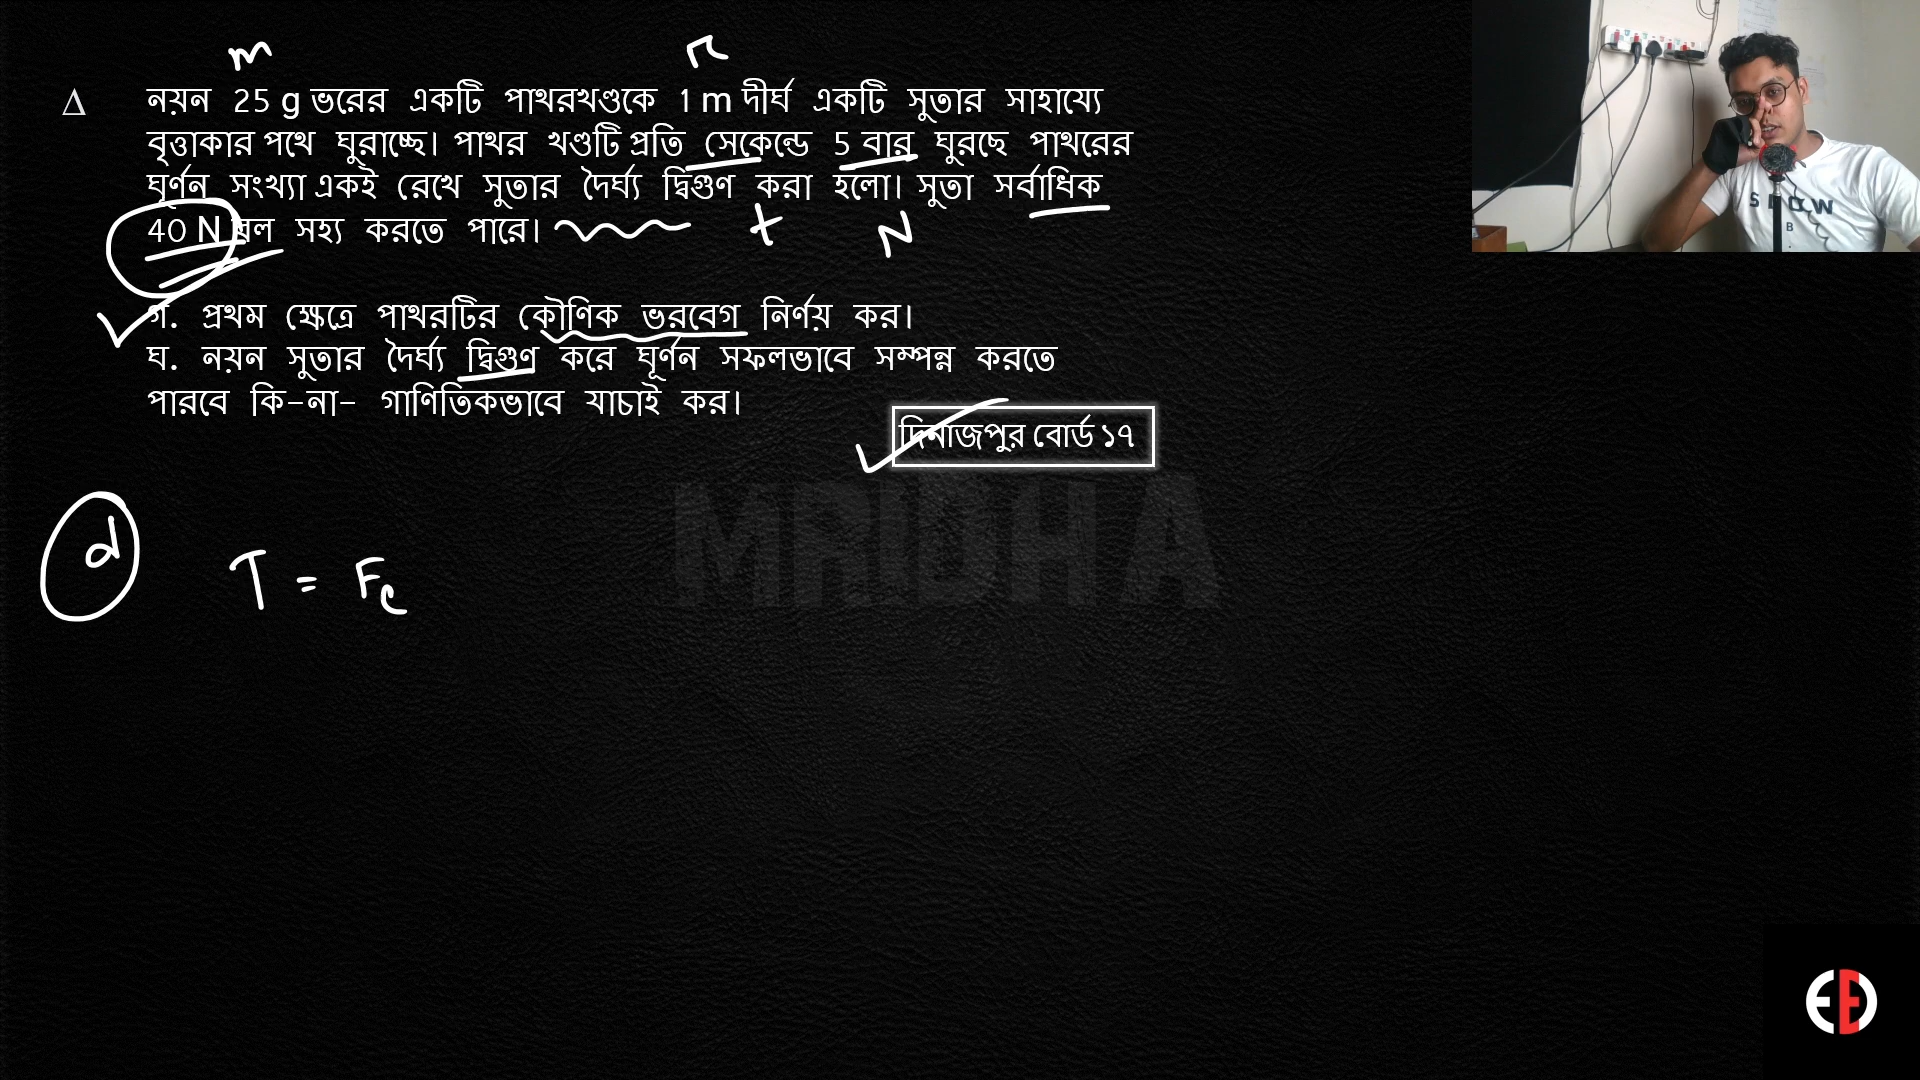 m r
Δ নয়ন 25 g ভরের একটি পাথরখণ্ডকে 1 m দীর্ঘ একটি সুতার সাহায্যে
বৃত্তাকার পথে ঘুরাচ্ছে। পাথর খণ্ডটি প্রতি সেকেন্ডে 5 বার ঘুরছে পাথরের
ঘূর্ণন সংখ্যা একই রেখে সুতার দৈর্ঘ্য দ্বিগুণ করা হলো। সুতা সর্বাধিক
40 N বল সহ্য করতে পারে। t N
গ. প্রথম ক্ষেত্রে পাথরটির কৌণিক ভরবেগ নির্ণয় কর।
ঘ. নয়ন সুতার দৈর্ঘ্য দ্বিগুণ করে ঘূর্ণন সফলভাবে সম্পন্ন করতে
পারবে কি-না- গাণিতিকভাবে যাচাই কর।
দিনাজপুর বোর্ড ১৭
MRIDHA
d T = Fc